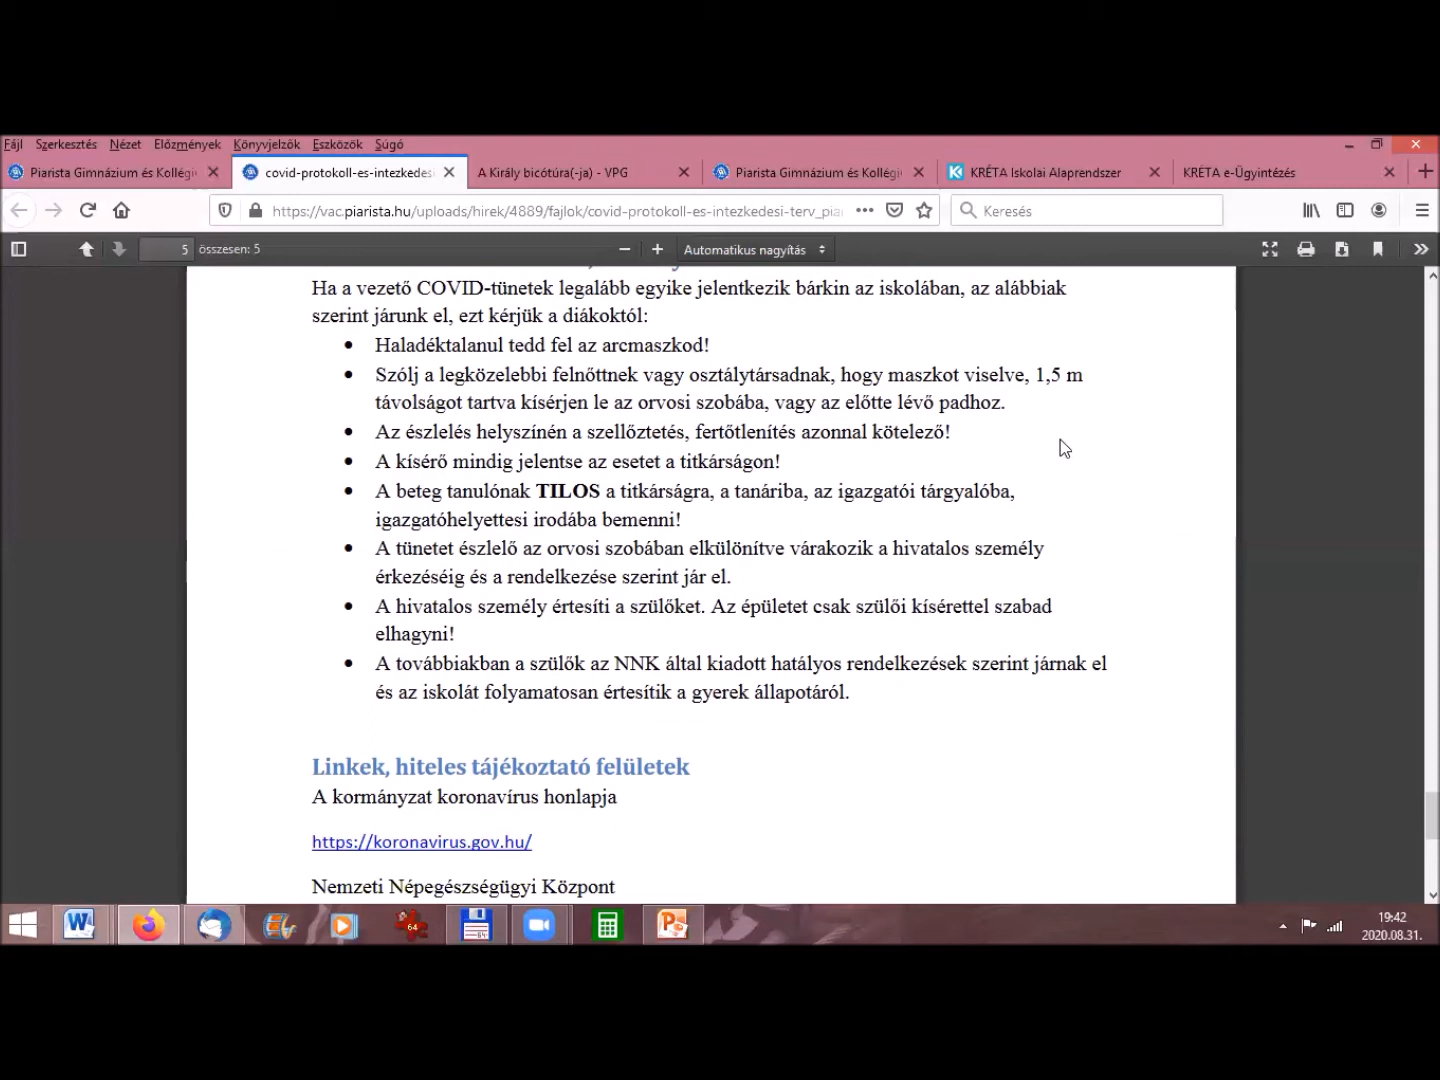 Fájl Szerkesztés Nézet Előzmények Könyvjelzők Eszközök Súgó
Piarista Gimnázium és Kollégi
covid-protokoll-es-intezkedesi
A Király bicótúra(-ja) - VPG
Piarista Gimnázium és Kollégi
KRÉTA Iskolai Alaprendszer
KRÉTA e-Ügyintézés
https://vac.piarista.hu/uploads/hirek/4889/fajlok/covid-protokoll-es-intezkedesi-terv_pia
Keresés
5 összesen: 5
Automatikus nagyítás
Ha a vezető COVID-tünetek legalább egyike jelentkezik bárkin az iskolában, az alábbiak
szerint járunk el, ezt kérjük a diákoktól:
• Haladéktalanul tedd fel az arcmaszkod!
• Szólj a legközelebbi felnőttnek vagy osztálytársadnak, hogy maszkot viselve, 1,5 m
távolságot tartva kísérjen le az orvosi szobába, vagy az előtte lévő padhoz.
• Az észlelés helyszínén a szellőztetés, fertőtlenítés azonnal kötelező!
• A kísérő mindig jelentse az esetet a titkárságon!
• A beteg tanulónak TILOS a titkárságra, a tanáriba, az igazgatói tárgyalóba,
igazgatóhelyettesi irodába bemenni!
• A tünetet észlelő az orvosi szobában elkülönítve várakozik a hivatalos személy
érkezéséig és a rendelkezése szerint jár el.
• A hivatalos személy értesíti a szülőket. Az épületet csak szülői kísérettel szabad
elhagyni!
• A továbbiakban a szülők az NNK által kiadott hatályos rendelkezések szerint járnak el
és az iskolát folyamatosan értesítik a gyerek állapotáról.
Linkek, hiteles tájékoztató felületek
A kormányzat koronavírus honlapja
https://koronavirus.gov.hu/
Nemzeti Népegészségügyi Központ
64
64
19:42
2020.08.31.